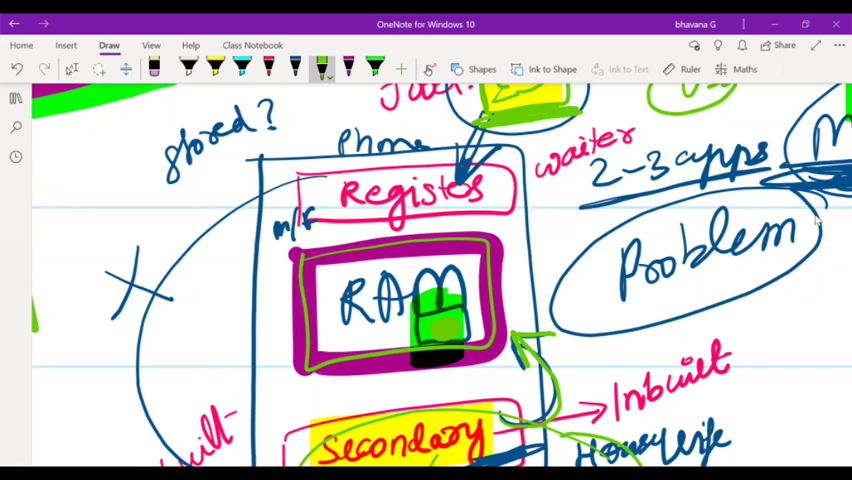 OneNote for Windows 10
bhavana G
Home Insert Draw View Help Class Notebook
Share
Shapes
Ink to Shape
Ink to Text
Ruler
Maths
stored?
Phone
waiter
2-3 apps
Registers
m/f
Problem
RAM
Inbuilt
Secondary